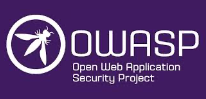 OWASP
Open Web Application
Security Project